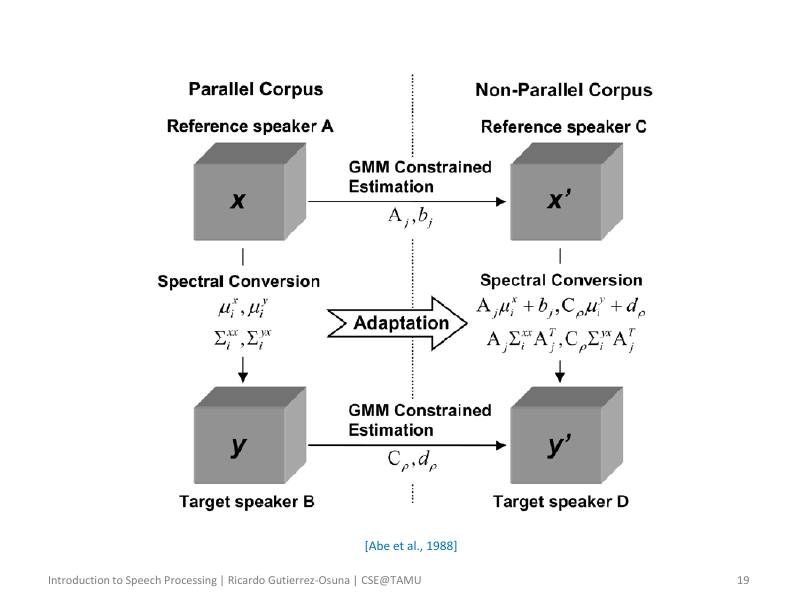 Parallel Corpus
Non-Parallel Corpus
Reference speaker A
Reference speaker C
GMM Constrained
Estimation
x
x’
A_j, b_j
Spectral Conversion
μ_i^x, μ_i^y
Σ_i^{xx}, Σ_i^{yx}
Adaptation
Spectral Conversion
A_j μ_i^x + b_j, C_ρ μ_i^y + d_ρ
A_j Σ_i^{xx} A_j^T, C_ρ Σ_i^{yx} A_j^T
GMM Constrained
Estimation
y
y’
C_ρ, d_ρ
Target speaker B
Target speaker D
[Abe et al., 1988]
Introduction to Speech Processing | Ricardo Gutierrez-Osuna | CSE@TAMU
19